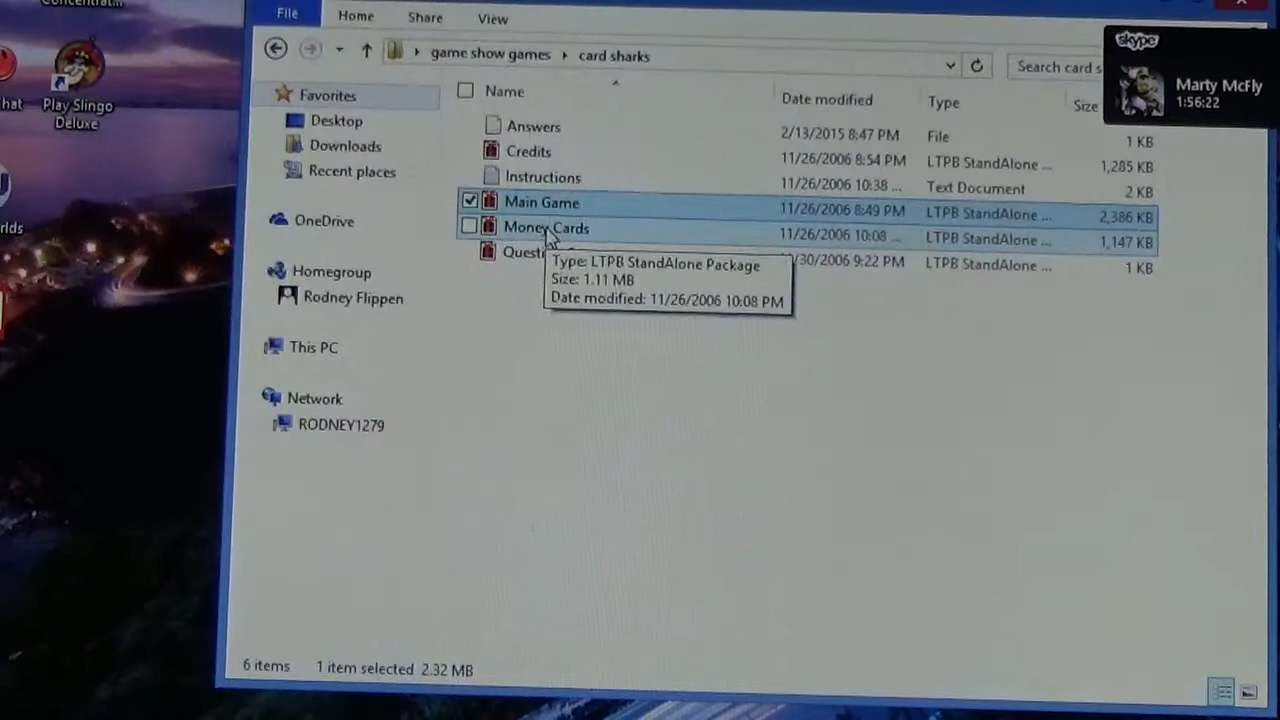 Concentrat...
hat
Play Slingo
Deluxe
rlds
File
Home
Share
View
game show games
card sharks
Search card s
skype
Marty McFly
1:56:22
Favorites
Desktop
Downloads
Recent places
OneDrive
Homegroup
Rodney Flippen
This PC
Network
RODNEY1279
Name
Date modified
Type
Size
Answers
2/13/2015 8:47 PM
File
1 KB
Credits
11/26/2006 8:54 PM
LTPB StandAlone ...
1,285 KB
Instructions
11/26/2006 10:38 ...
Text Document
2 KB
Main Game
11/26/2006 8:49 PM
LTPB StandAlone ...
2,386 KB
Money Cards
11/26/2006 10:08 ...
LTPB StandAlone ...
1,147 KB
Questi
/30/2006 9:22 PM
LTPB StandAlone ...
1 KB
Type: LTPB StandAlone Package
Size: 1.11 MB
Date modified: 11/26/2006 10:08 PM
6 items
1 item selected 2.32 MB